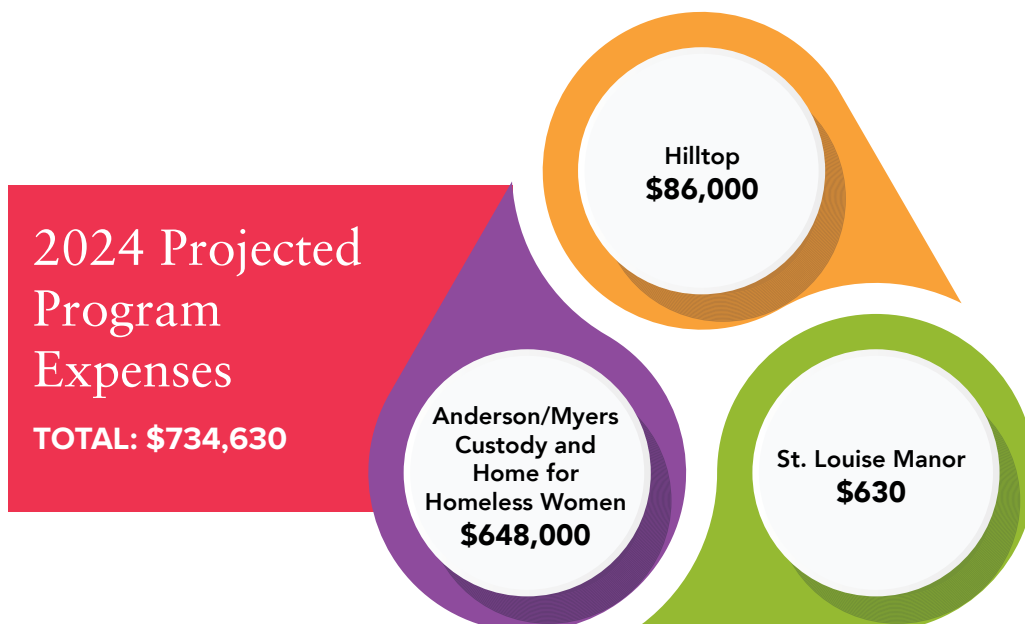 2024 Projected
Program
Expenses
TOTAL: $734,630
Hilltop
$86,000
Anderson/Myers
Custody and
Home for
Homeless Women
$648,000
St. Louise Manor
$630